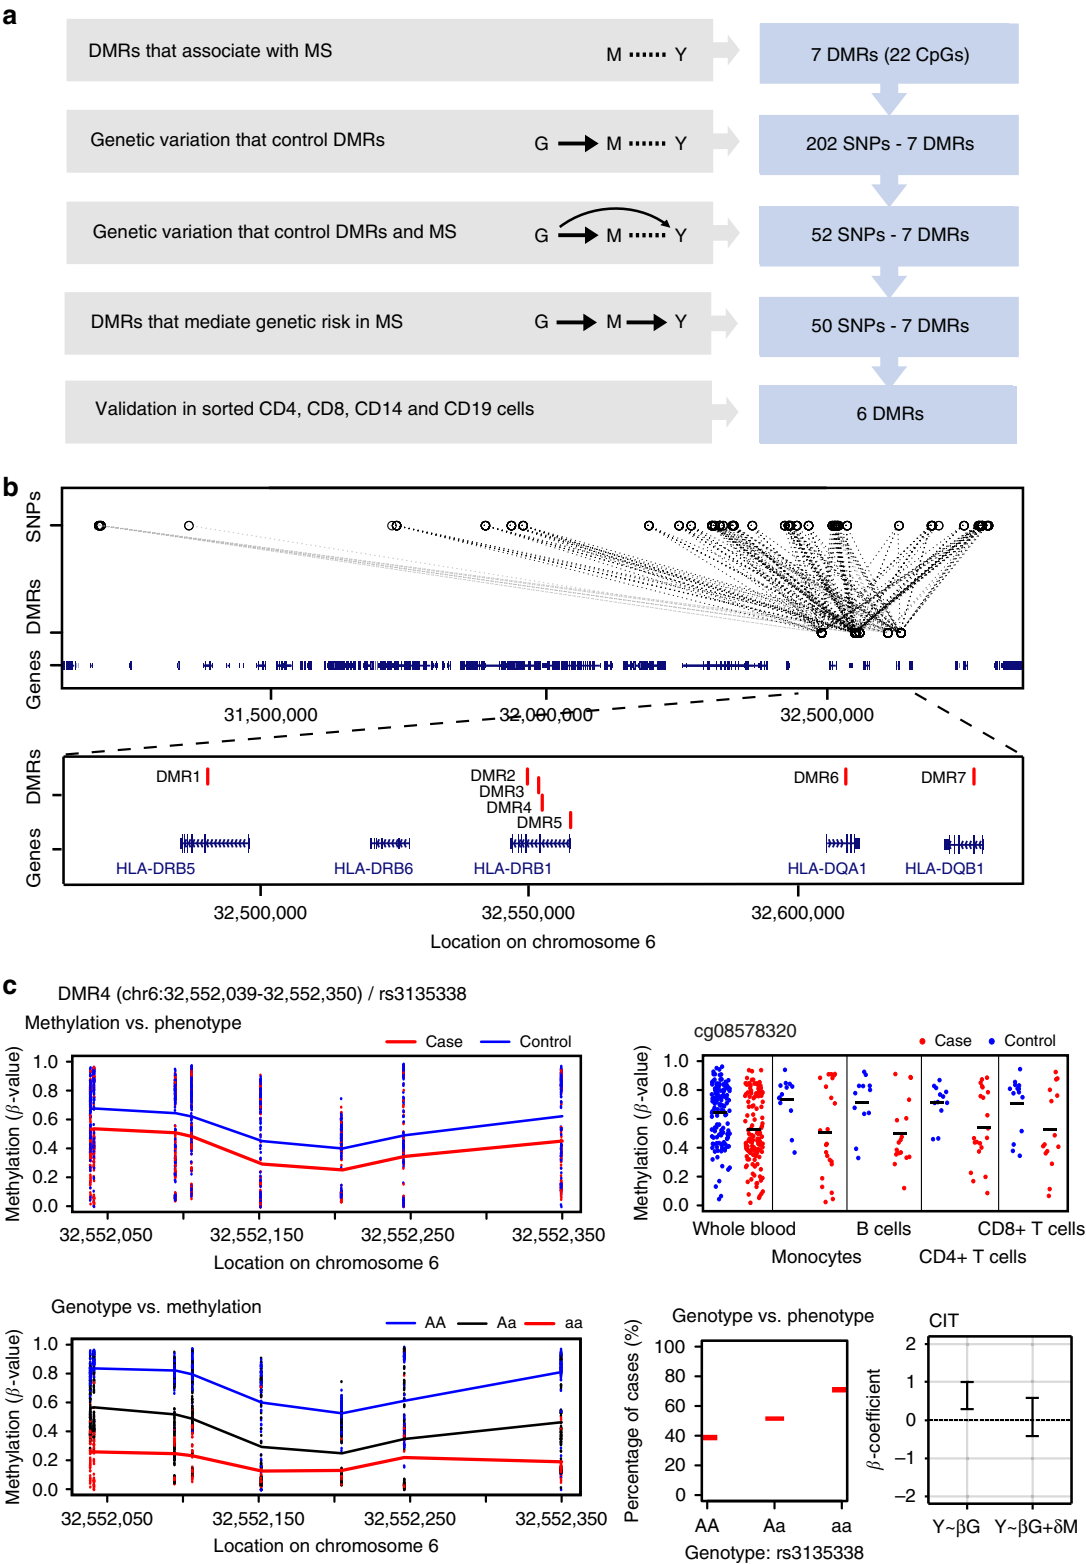 a
DMRs that associate with MS
M Y
7 DMRs (22 CpGs)
Genetic variation that control DMRs
G M Y
202 SNPs - 7 DMRs
Genetic variation that control DMRs and MS
G M Y
52 SNPs - 7 DMRs
DMRs that mediate genetic risk in MS
G M Y
50 SNPs - 7 DMRs
Validation in sorted CD4, CD8, CD14 and CD19 cells
6 DMRs
b
SNPs
DMRs
Genes
31,500,000 32,000,000 32,500,000
DMRs
Genes
DMR1 DMR2 DMR6 DMR7
DMR3
DMR4
DMR5
HLA-DRB5 HLA-DRB6 HLA-DRB1 HLA-DQA1 HLA-DQB1
32,500,000 32,550,000 32,600,000
Location on chromosome 6
c
DMR4 (chr6:32,552,039-32,552,350) / rs3135338
Methylation vs. phenotype
Case Control
Methylation (β-value)
1.0
0.8
0.6
0.4
0.2
0.0
32,552,050 32,552,150 32,552,250 32,552,350
Location on chromosome 6
cg08578320
Case Control
Methylation (β-value)
1.0
0.8
0.6
0.4
0.2
0.0
Whole blood B cells CD8+ T cells
Monocytes CD4+ T cells
Genotype vs. methylation
AA Aa aa
Methylation (β-value)
1.0
0.8
0.6
0.4
0.2
0.0
32,552,050 32,552,150 32,552,250 32,552,350
Location on chromosome 6
Genotype vs. phenotype
Percentage of cases (%)
100
80
60
40
20
0
AA Aa aa
Genotype: rs3135338
CIT
β-coefficient
2
1
0
−1
−2
Y~βG Y~βG+δM